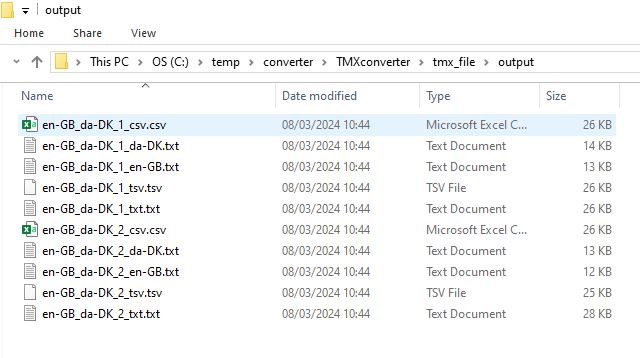 output
Home Share View
This PC OS (C:) temp converter TMXconverter tmx_file output
Name Date modified Type Size
en-GB_da-DK_1_csv.csv 08/03/2024 10:44 Microsoft Excel C... 26 KB
en-GB_da-DK_1_da-DK.txt 08/03/2024 10:44 Text Document 14 KB
en-GB_da-DK_1_en-GB.txt 08/03/2024 10:44 Text Document 13 KB
en-GB_da-DK_1_tsv.tsv 08/03/2024 10:44 TSV File 26 KB
en-GB_da-DK_1_txt.txt 08/03/2024 10:44 Text Document 26 KB
en-GB_da-DK_2_csv.csv 08/03/2024 10:44 Microsoft Excel C... 26 KB
en-GB_da-DK_2_da-DK.txt 08/03/2024 10:44 Text Document 13 KB
en-GB_da-DK_2_en-GB.txt 08/03/2024 10:44 Text Document 12 KB
en-GB_da-DK_2_tsv.tsv 08/03/2024 10:44 TSV File 25 KB
en-GB_da-DK_2_txt.txt 08/03/2024 10:44 Text Document 28 KB